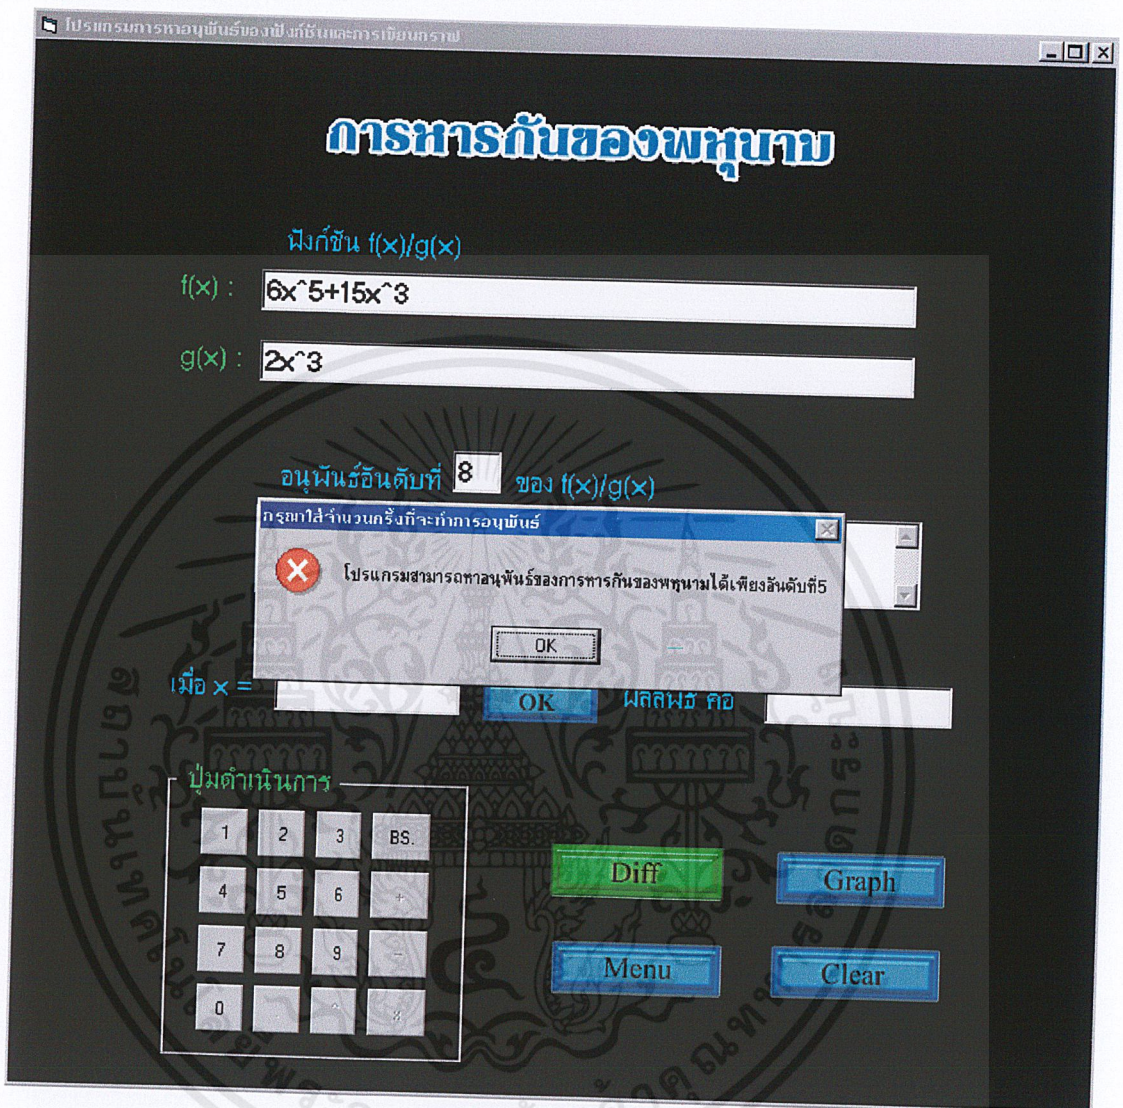 โปรแกรมการหาอนุพันธ์ของฟังก์ชันและการเขียนกราฟ
การหารกันของพหุนาม
ฟังก์ชัน f(x)/g(x)
f(x) : 6x^5+15x^3
g(x) : 2x^3
อนุพันธ์อันดับที่ 8 ของ f(x)/g(x)
กรุณาใส่จำนวนครั้งที่จะทำการอนุพันธ์
โปรแกรมสามารถหาอนุพันธ์ของการหารกันของพหุนามได้เพียงอันดับที่5
OK
เมื่อ x = OK ผลลัพธ์ คือ
ปุ่มดำเนินการ
1 2 3 BS.
4 5 6 +
7 8 9 -
0 . ^ x
Diff Graph
Menu Clear